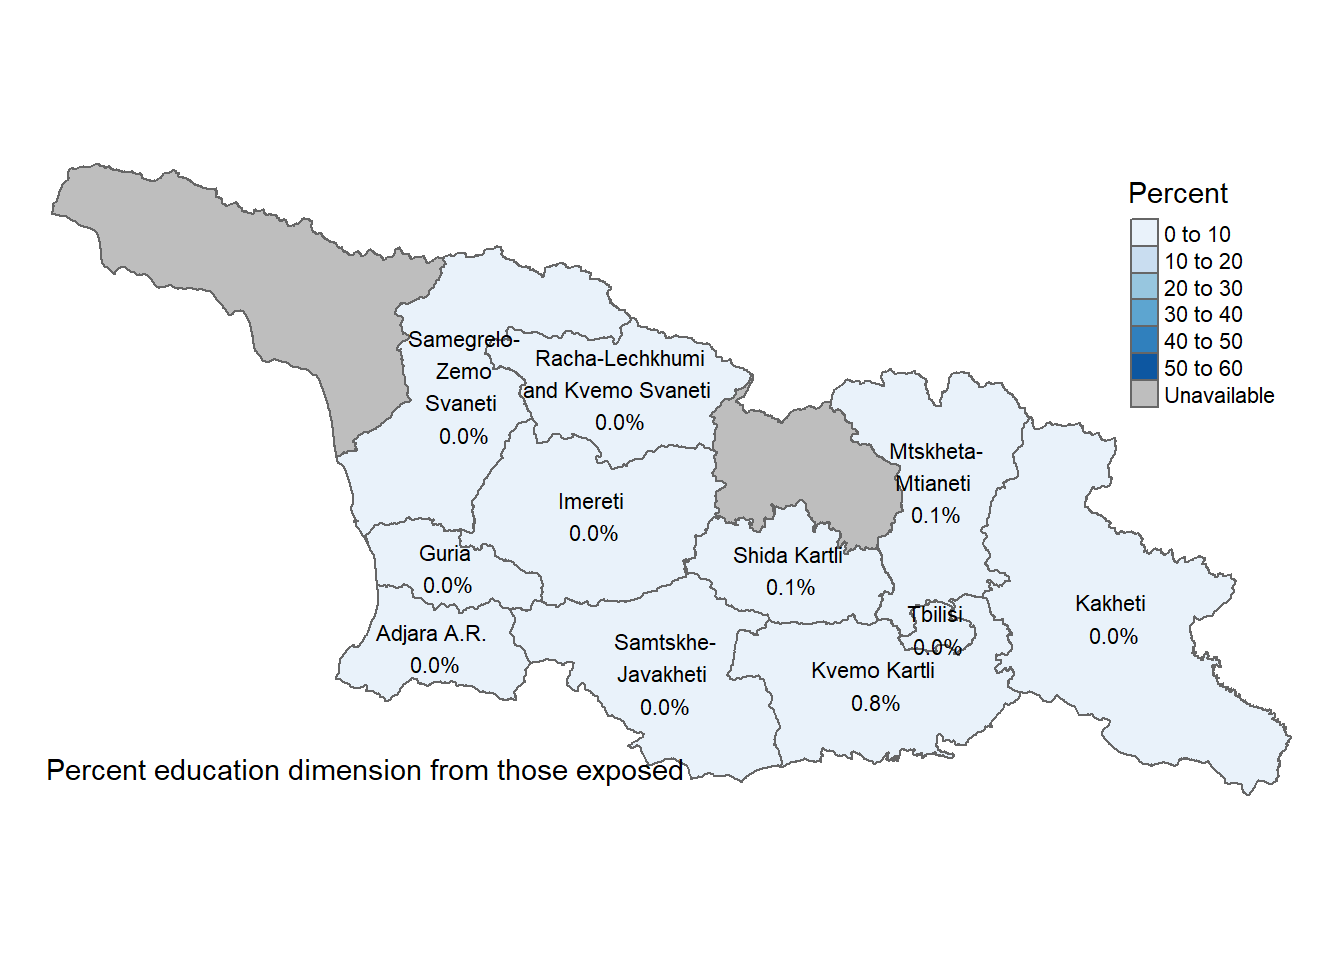 Percent
0 to 10
10 to 20
20 to 30
30 to 40
40 to 50
50 to 60
Unavailable
Samegrelo-
Zemo
Svaneti
0.0%
Racha-Lechkhumi
and Kvemo Svaneti
0.0%
Mtskheta-
Mtianeti
0.1%
Imereti
0.0%
Guria
0.0%
Shida Kartli
0.1%
Tbilisi
0.0%
Kakheti
0.0%
Adjara A.R.
0.0%
Samtskhe-
Javakheti
0.0%
Kvemo Kartli
0.8%
Percent education dimension from those exposed